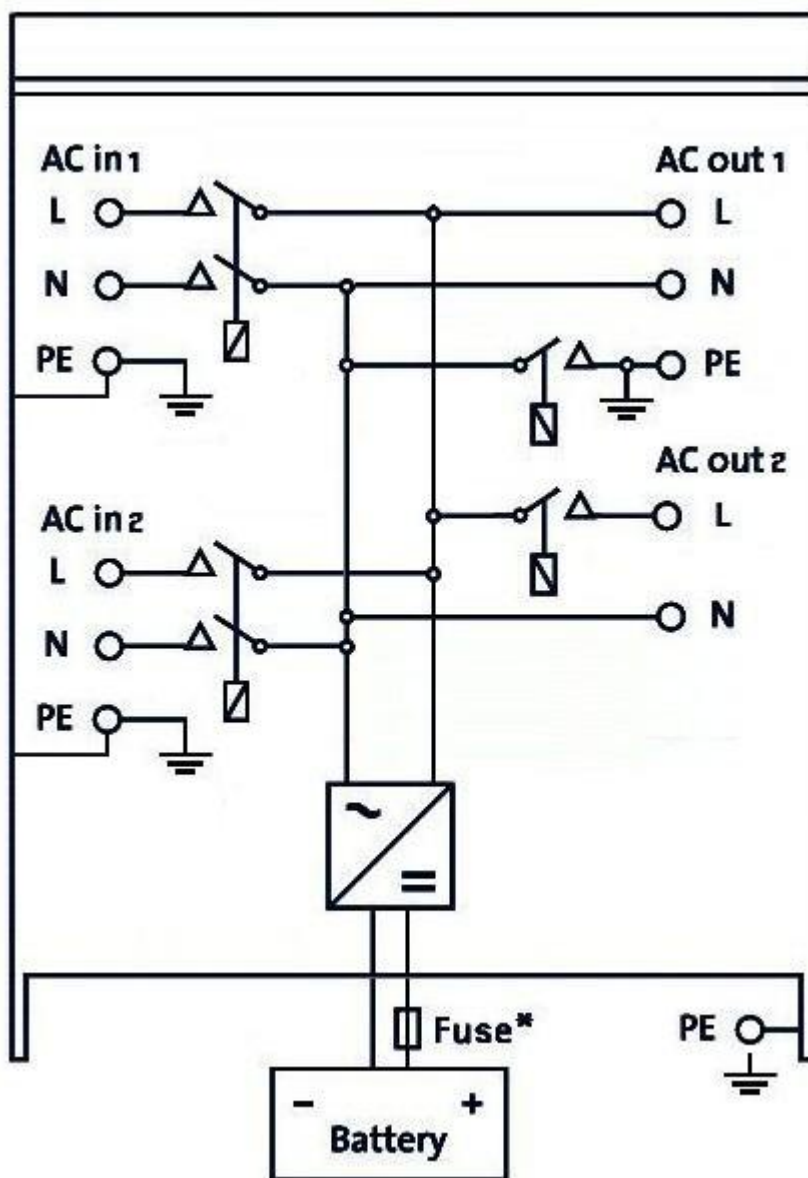 AC in 1
L
N
PE
AC out 1
L
N
PE
AC in 2
L
N
PE
AC out 2
L
N
~
=
Fuse*
PE
- +
Battery